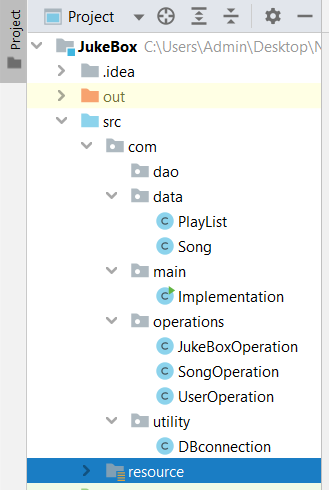 Project
Project
JukeBox C:\Users\Admin\Desktop\N
.idea
out
src
com
dao
data
PlayList
Song
main
Implementation
operations
JukeBoxOperation
SongOperation
UserOperation
utility
DBconnection
resource